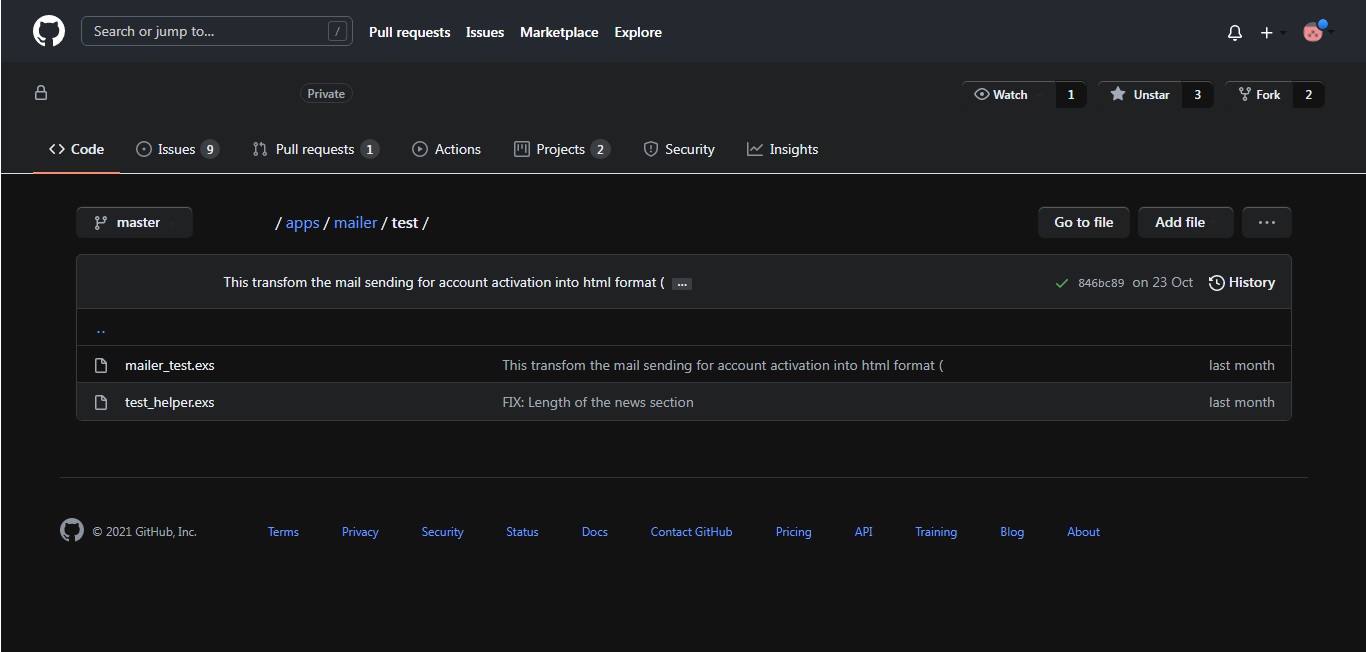 Search or jump to... / Pull requests Issues Marketplace Explore
Private Watch 1 Unstar 3 Fork 2
Code Issues 9 Pull requests 1 Actions Projects 2 Security Insights
master / apps / mailer / test / Go to file Add file ...
This transfom the mail sending for account activation into html format ( ... 846bc89 on 23 Oct History
..
mailer_test.exs This transfom the mail sending for account activation into html format ( last month
test_helper.exs FIX: Length of the news section last month
© 2021 GitHub, Inc. Terms Privacy Security Status Docs Contact GitHub Pricing API Training Blog About